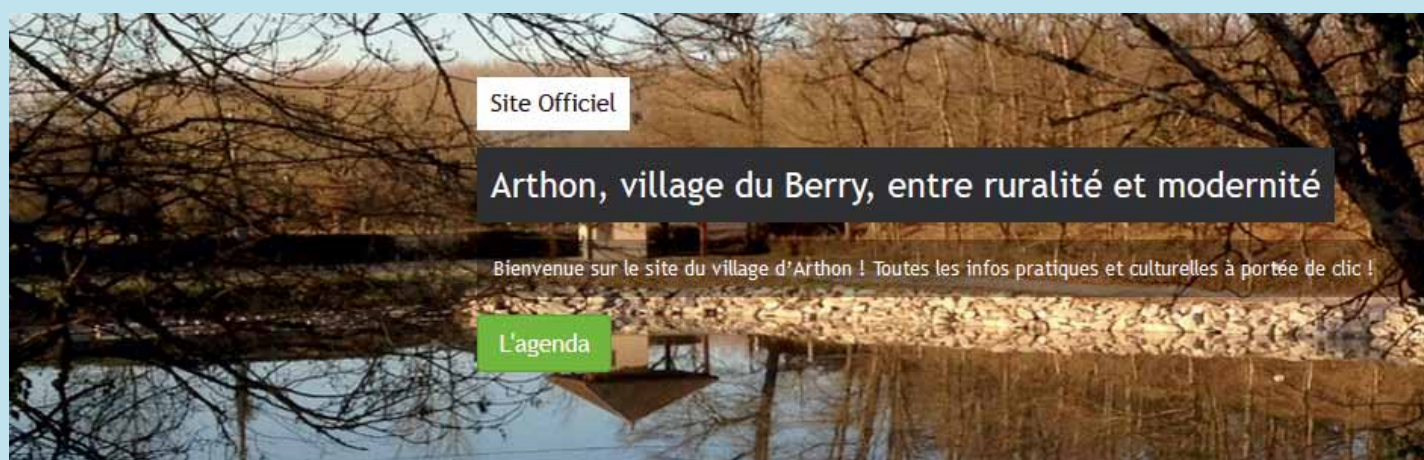 Site Officiel
Arthon, village du Berry, entre ruralité et modernité
Bienvenue sur le site du village d'Arthon ! Toutes les infos pratiques et culturelles à portée de clic !
L'agenda